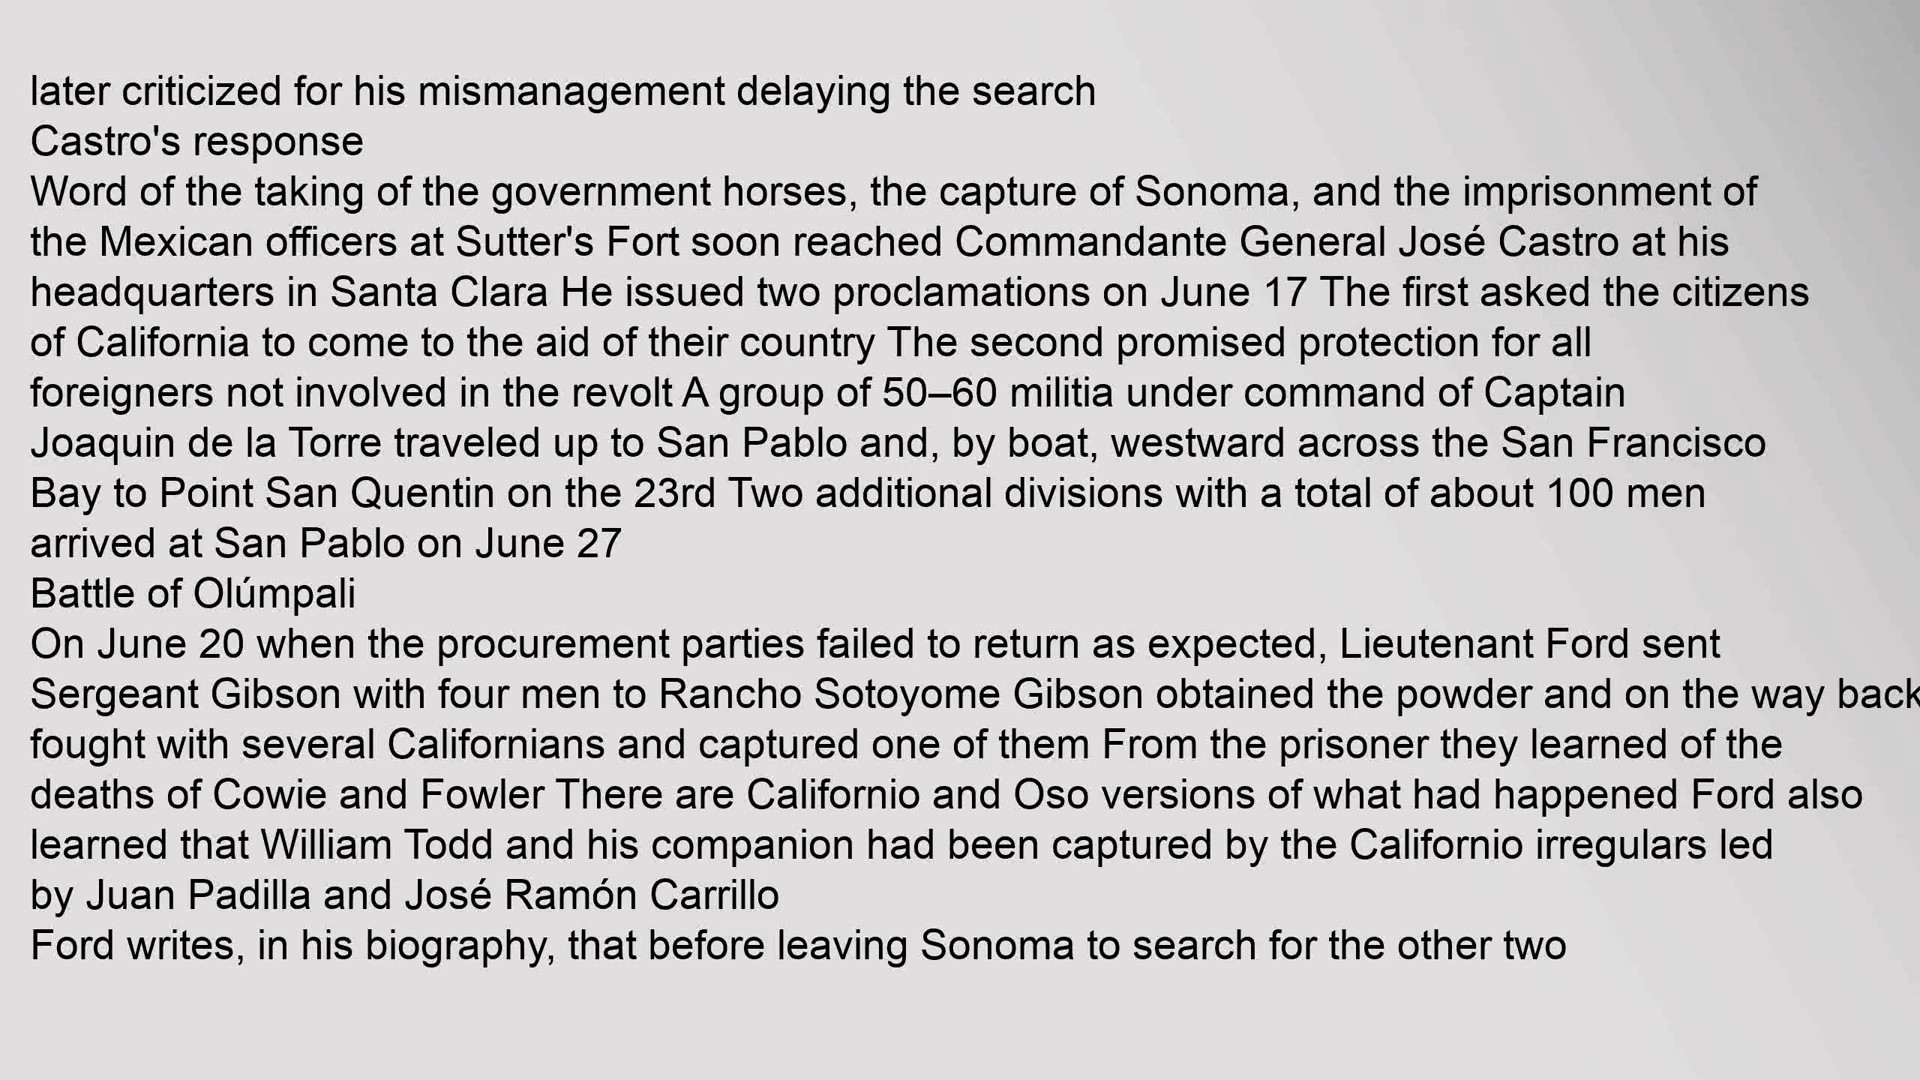 later criticized for his mismanagement delaying the search
Castro's response
Word of the taking of the government horses, the capture of Sonoma, and the imprisonment of
the Mexican officers at Sutter's Fort soon reached Commandante General José Castro at his
headquarters in Santa Clara He issued two proclamations on June 17 The first asked the citizens
of California to come to the aid of their country The second promised protection for all
foreigners not involved in the revolt A group of 50–60 militia under command of Captain
Joaquin de la Torre traveled up to San Pablo and, by boat, westward across the San Francisco
Bay to Point San Quentin on the 23rd Two additional divisions with a total of about 100 men
arrived at San Pablo on June 27
Battle of Olúmpali
On June 20 when the procurement parties failed to return as expected, Lieutenant Ford sent
Sergeant Gibson with four men to Rancho Sotoyome Gibson obtained the powder and on the way back
fought with several Californians and captured one of them From the prisoner they learned of the
deaths of Cowie and Fowler There are Californio and Oso versions of what had happened Ford also
learned that William Todd and his companion had been captured by the Californio irregulars led
by Juan Padilla and José Ramón Carrillo
Ford writes, in his biography, that before leaving Sonoma to search for the other two